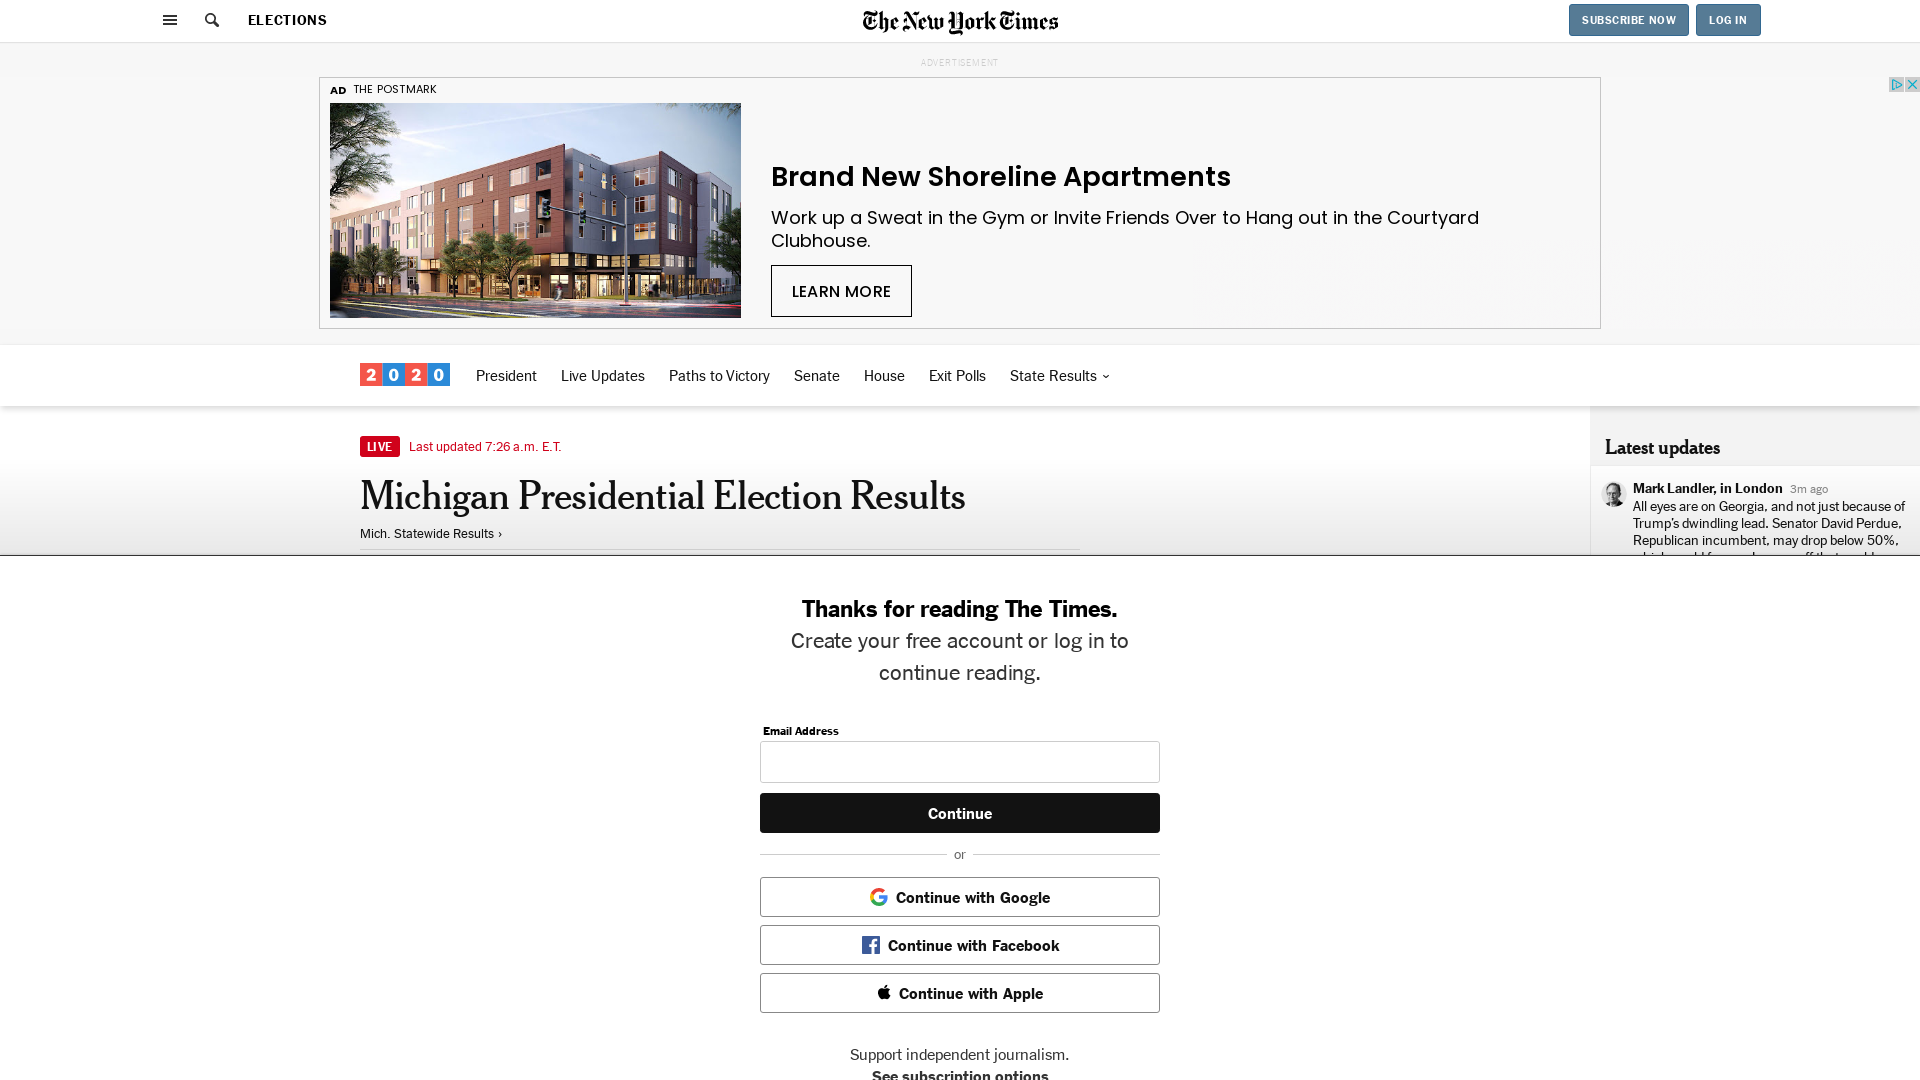 ELECTIONS
The New York Times
SUBSCRIBE NOW
LOG IN
ADVERTISEMENT
AD THE POSTMARK
Brand New Shoreline Apartments
Work up a Sweat in the Gym or Invite Friends Over to Hang out in the Courtyard
Clubhouse.
LEARN MORE
2020
President
Live Updates
Paths to Victory
Senate
House
Exit Polls
State Results
LIVE Last updated 7:26 a.m. E.T.
Michigan Presidential Election Results
Mich. Statewide Results ›
Latest updates
Mark Landler, in London 3m ago
All eyes are on Georgia, and not just because of
Trump's dwindling lead. Senator David Perdue,
Republican incumbent, may drop below 50%,
Thanks for reading The Times.
Create your free account or log in to
continue reading.
Email Address
Continue
or
Continue with Google
Continue with Facebook
Continue with Apple
Support independent journalism.
See subscription options